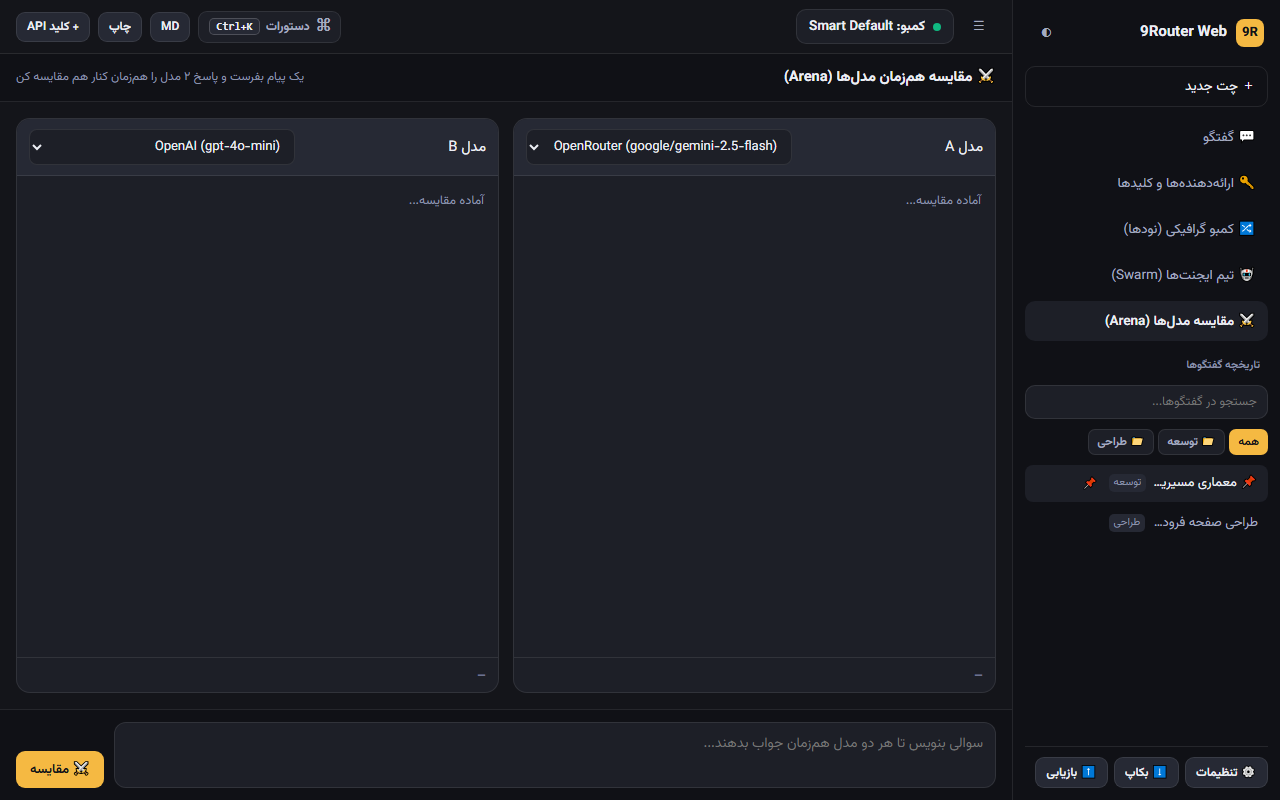 9R 9Router Web
+ چت جدید
گفتگو
ارائه‌دهنده‌ها و کلیدها
کمبو گرافیکی (نودها)
تیم ایجنت‌ها (Swarm)
مقایسه مدل‌ها (Arena)
تاریخچه گفتگوها
جستجو در گفتگوها...
همه توسعه طراحی
معماری مسیری... توسعه
طراحی صفحه فرود... طراحی
تنظیمات بکاپ بازیابی
کمبو: Smart Default
⌘ دستورات Ctrl+K
MD
چاپ
+ کلید API
مقایسه هم‌زمان مدل‌ها (Arena)
یک پیام بفرست و پاسخ ۲ مدل را هم‌زمان کنار هم مقایسه کن
مدل A OpenRouter (google/gemini-2.5-flash)
آماده مقایسه...
—
مدل B OpenAI (gpt-4o-mini)
آماده مقایسه...
—
سوالی بنویس تا هر دو مدل هم‌زمان جواب بدهند...
مقایسه